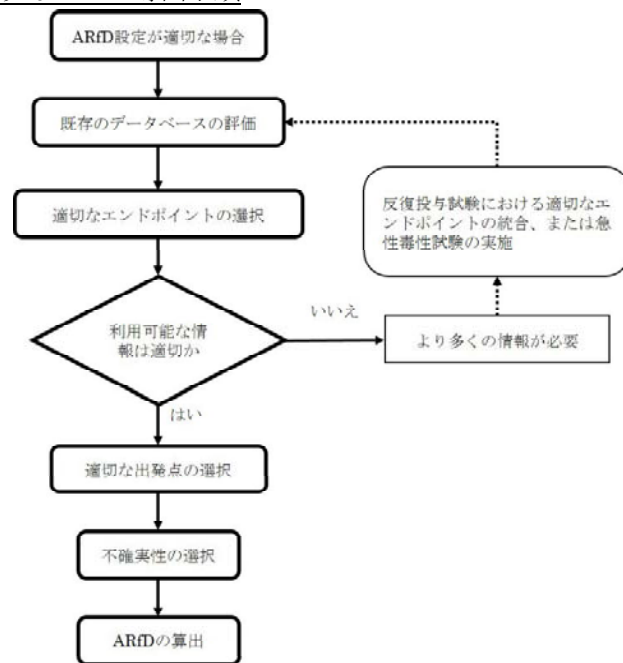 ARfD設定が適切な場合
既存のデータベースの評価
適切なエンドポイントの選択
利用可能な情
報は適切か
いいえ
より多くの情報が必要
反復投与試験における適切なエ
ンドポイントの統合、または急
性毒性試験の実施
はい
適切な出発点の選択
不確実性の選択
ARfDの算出